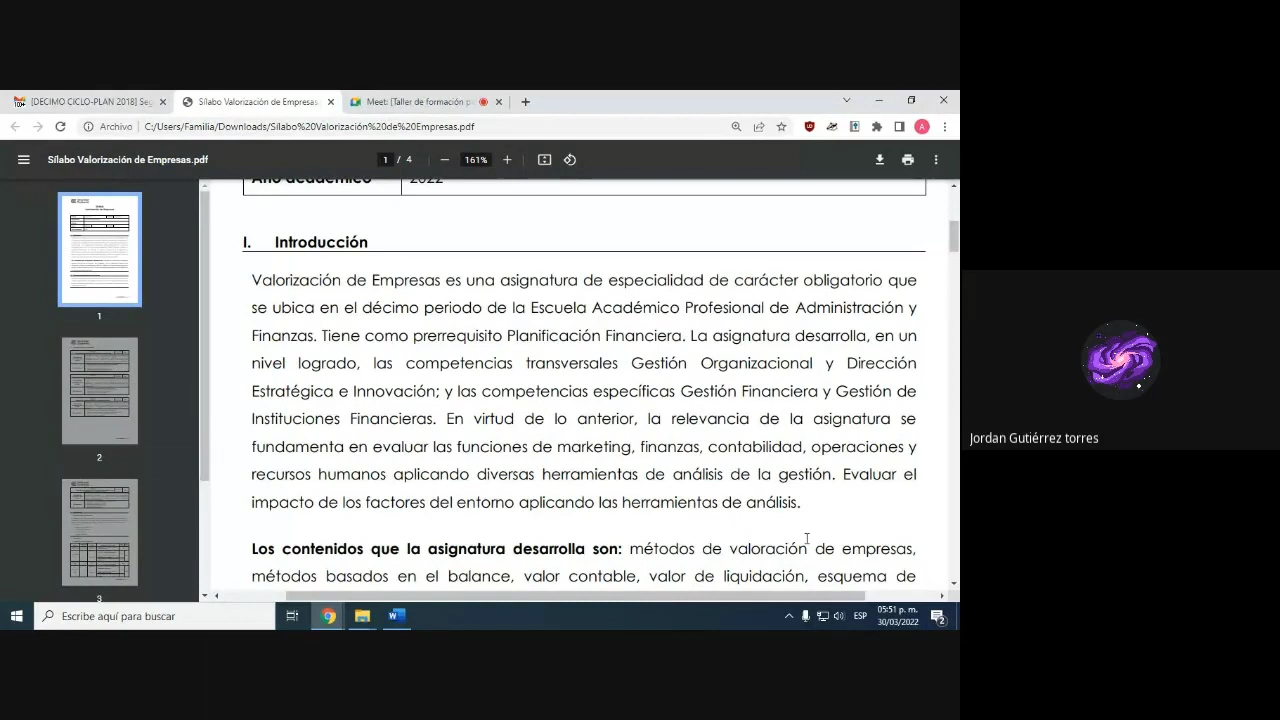 [DECIMO CICLO-PLAN 2018] Seg
Sílabo Valorización de Empresas
Meet: [Taller de formación p
Archivo
C:/Users/Familia/Downloads/Sílabo%20Valorización%20de%20Empresas.pdf
A
Sílabo Valorización de Empresas.pdf
1 / 4
161%
Año académico 2022
I. Introducción
Valorización de Empresas es una asignatura de especialidad de carácter obligatorio que
se ubica en el décimo periodo de la Escuela Académico Profesional de Administración y
Finanzas. Tiene como prerrequisito Planificación Financiera. La asignatura desarrolla, en un
nivel logrado, las competencias transversales Gestión Organizacional y Dirección
Estratégica e Innovación; y las competencias específicas Gestión Financiera y Gestión de
Instituciones Financieras. En virtud de lo anterior, la relevancia de la asignatura se
fundamenta en evaluar las funciones de marketing, finanzas, contabilidad, operaciones y
recursos humanos aplicando diversas herramientas de análisis de la gestión. Evaluar el
impacto de los factores del entorno aplicando las herramientas de análisis.
Los contenidos que la asignatura desarrolla son: métodos de valoración de empresas,
métodos basados en el balance, valor contable, valor de liquidación, esquema de
1
2
3
Jordan Gutiérrez torres
Escribe aquí para buscar
ESP
05:51 p. m.
30/03/2022
2